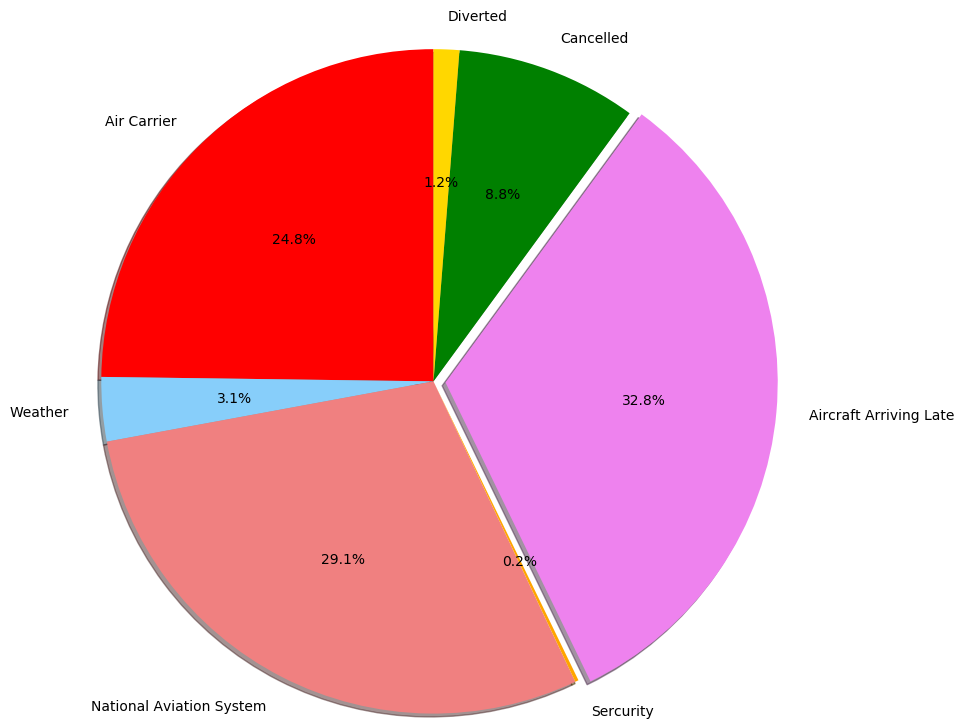 Diverted
Cancelled
Air Carrier
1.2%
8.8%
24.8%
Weather
3.1%
32.8%
Aircraft Arriving Late
29.1%
0.2%
National Aviation System
Sercurity